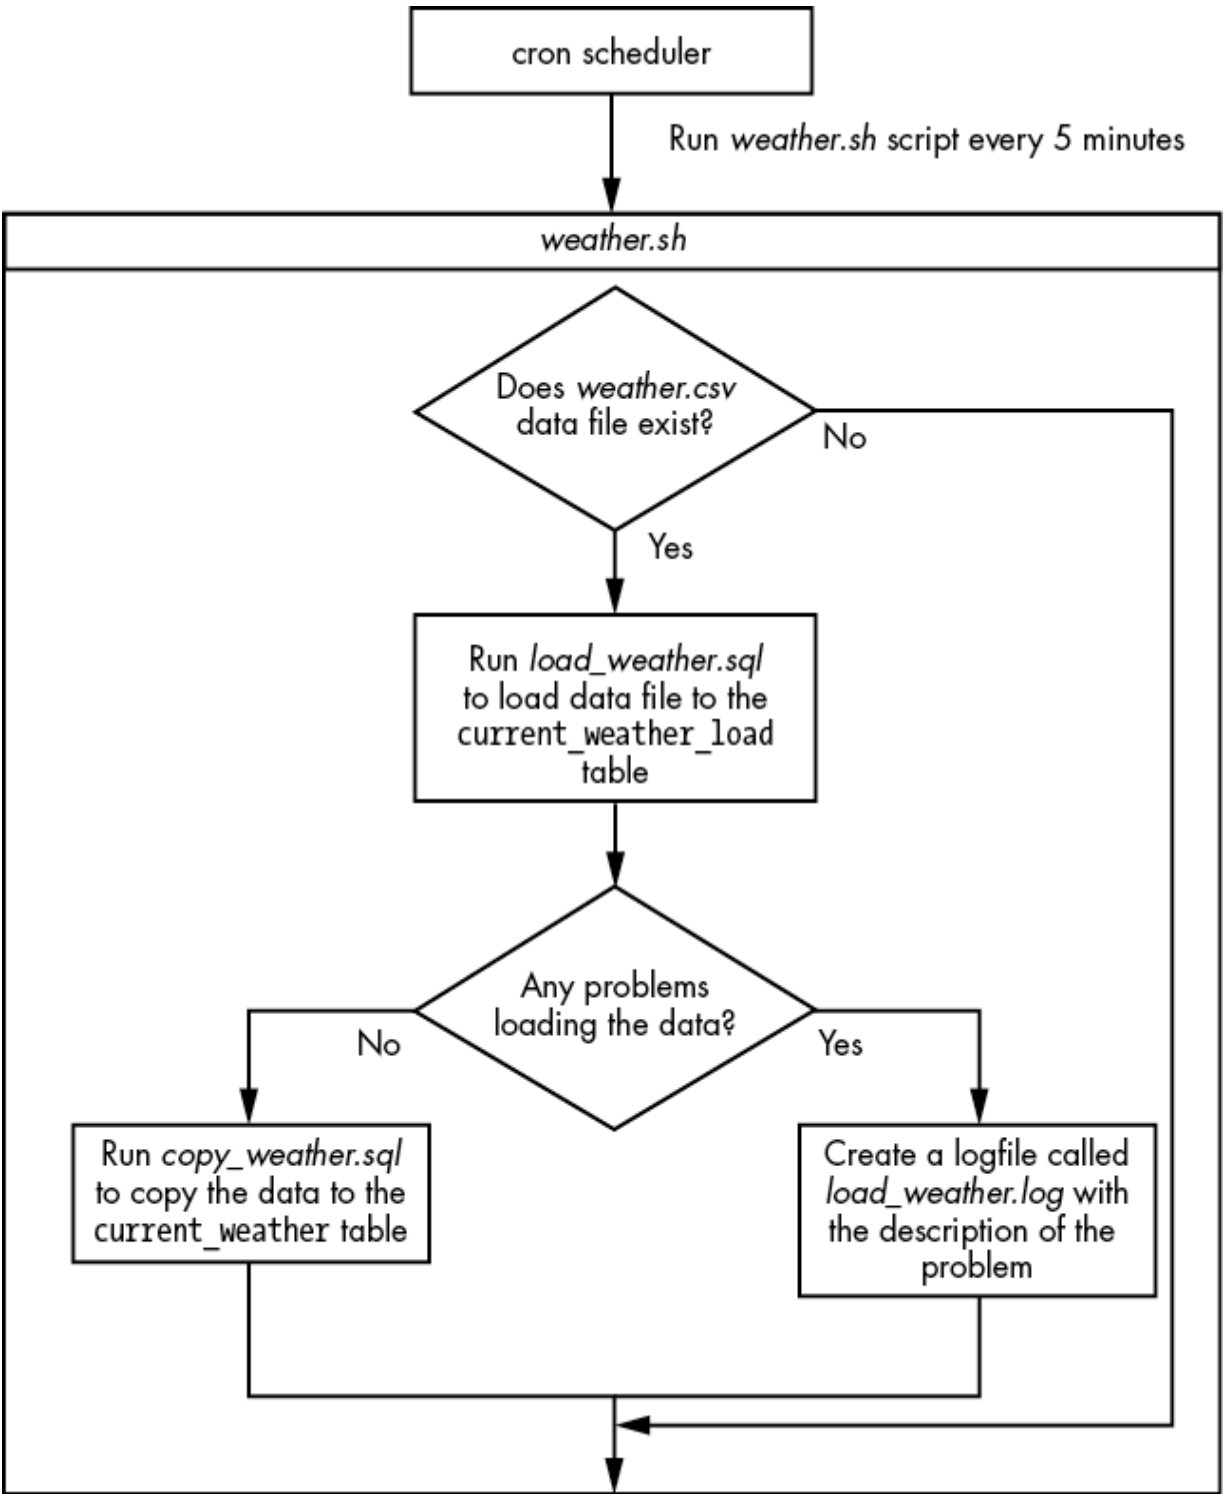 cron scheduler
Run weather.sh script every 5 minutes
weather.sh
Does weather.csv
data file exist?
No
Yes
Run load_weather.sql
to load data file to the
current_weather_load
table
Any problems
loading the data?
No
Yes
Run copy_weather.sql
to copy the data to the
current_weather table
Create a logfile called
load_weather.log with
the description of the
problem